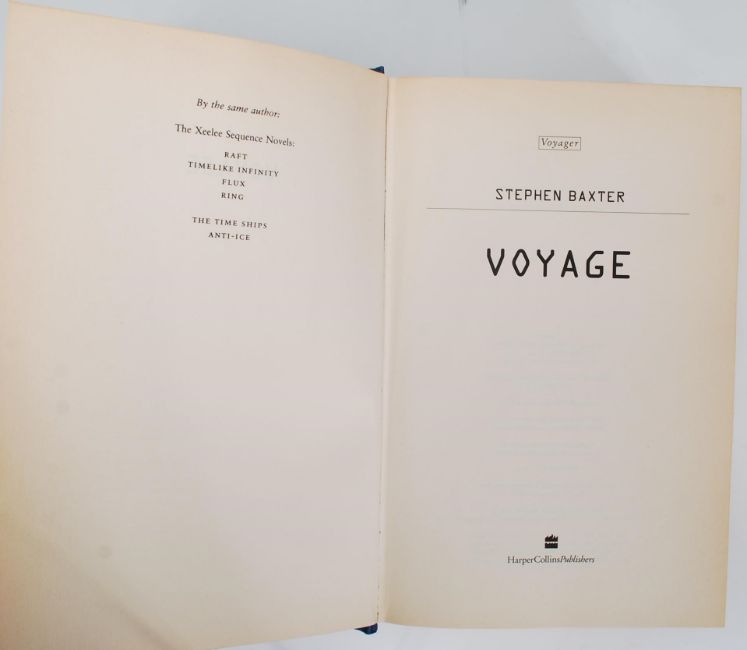 By the same author:
The Xeelee Sequence Novels:
RAFT
TIMELIKE INFINITY
FLUX
RING
THE TIME SHIPS
ANTI-ICE
Voyager
STEPHEN BAXTER
VOYAGE
HarperCollinsPublishers